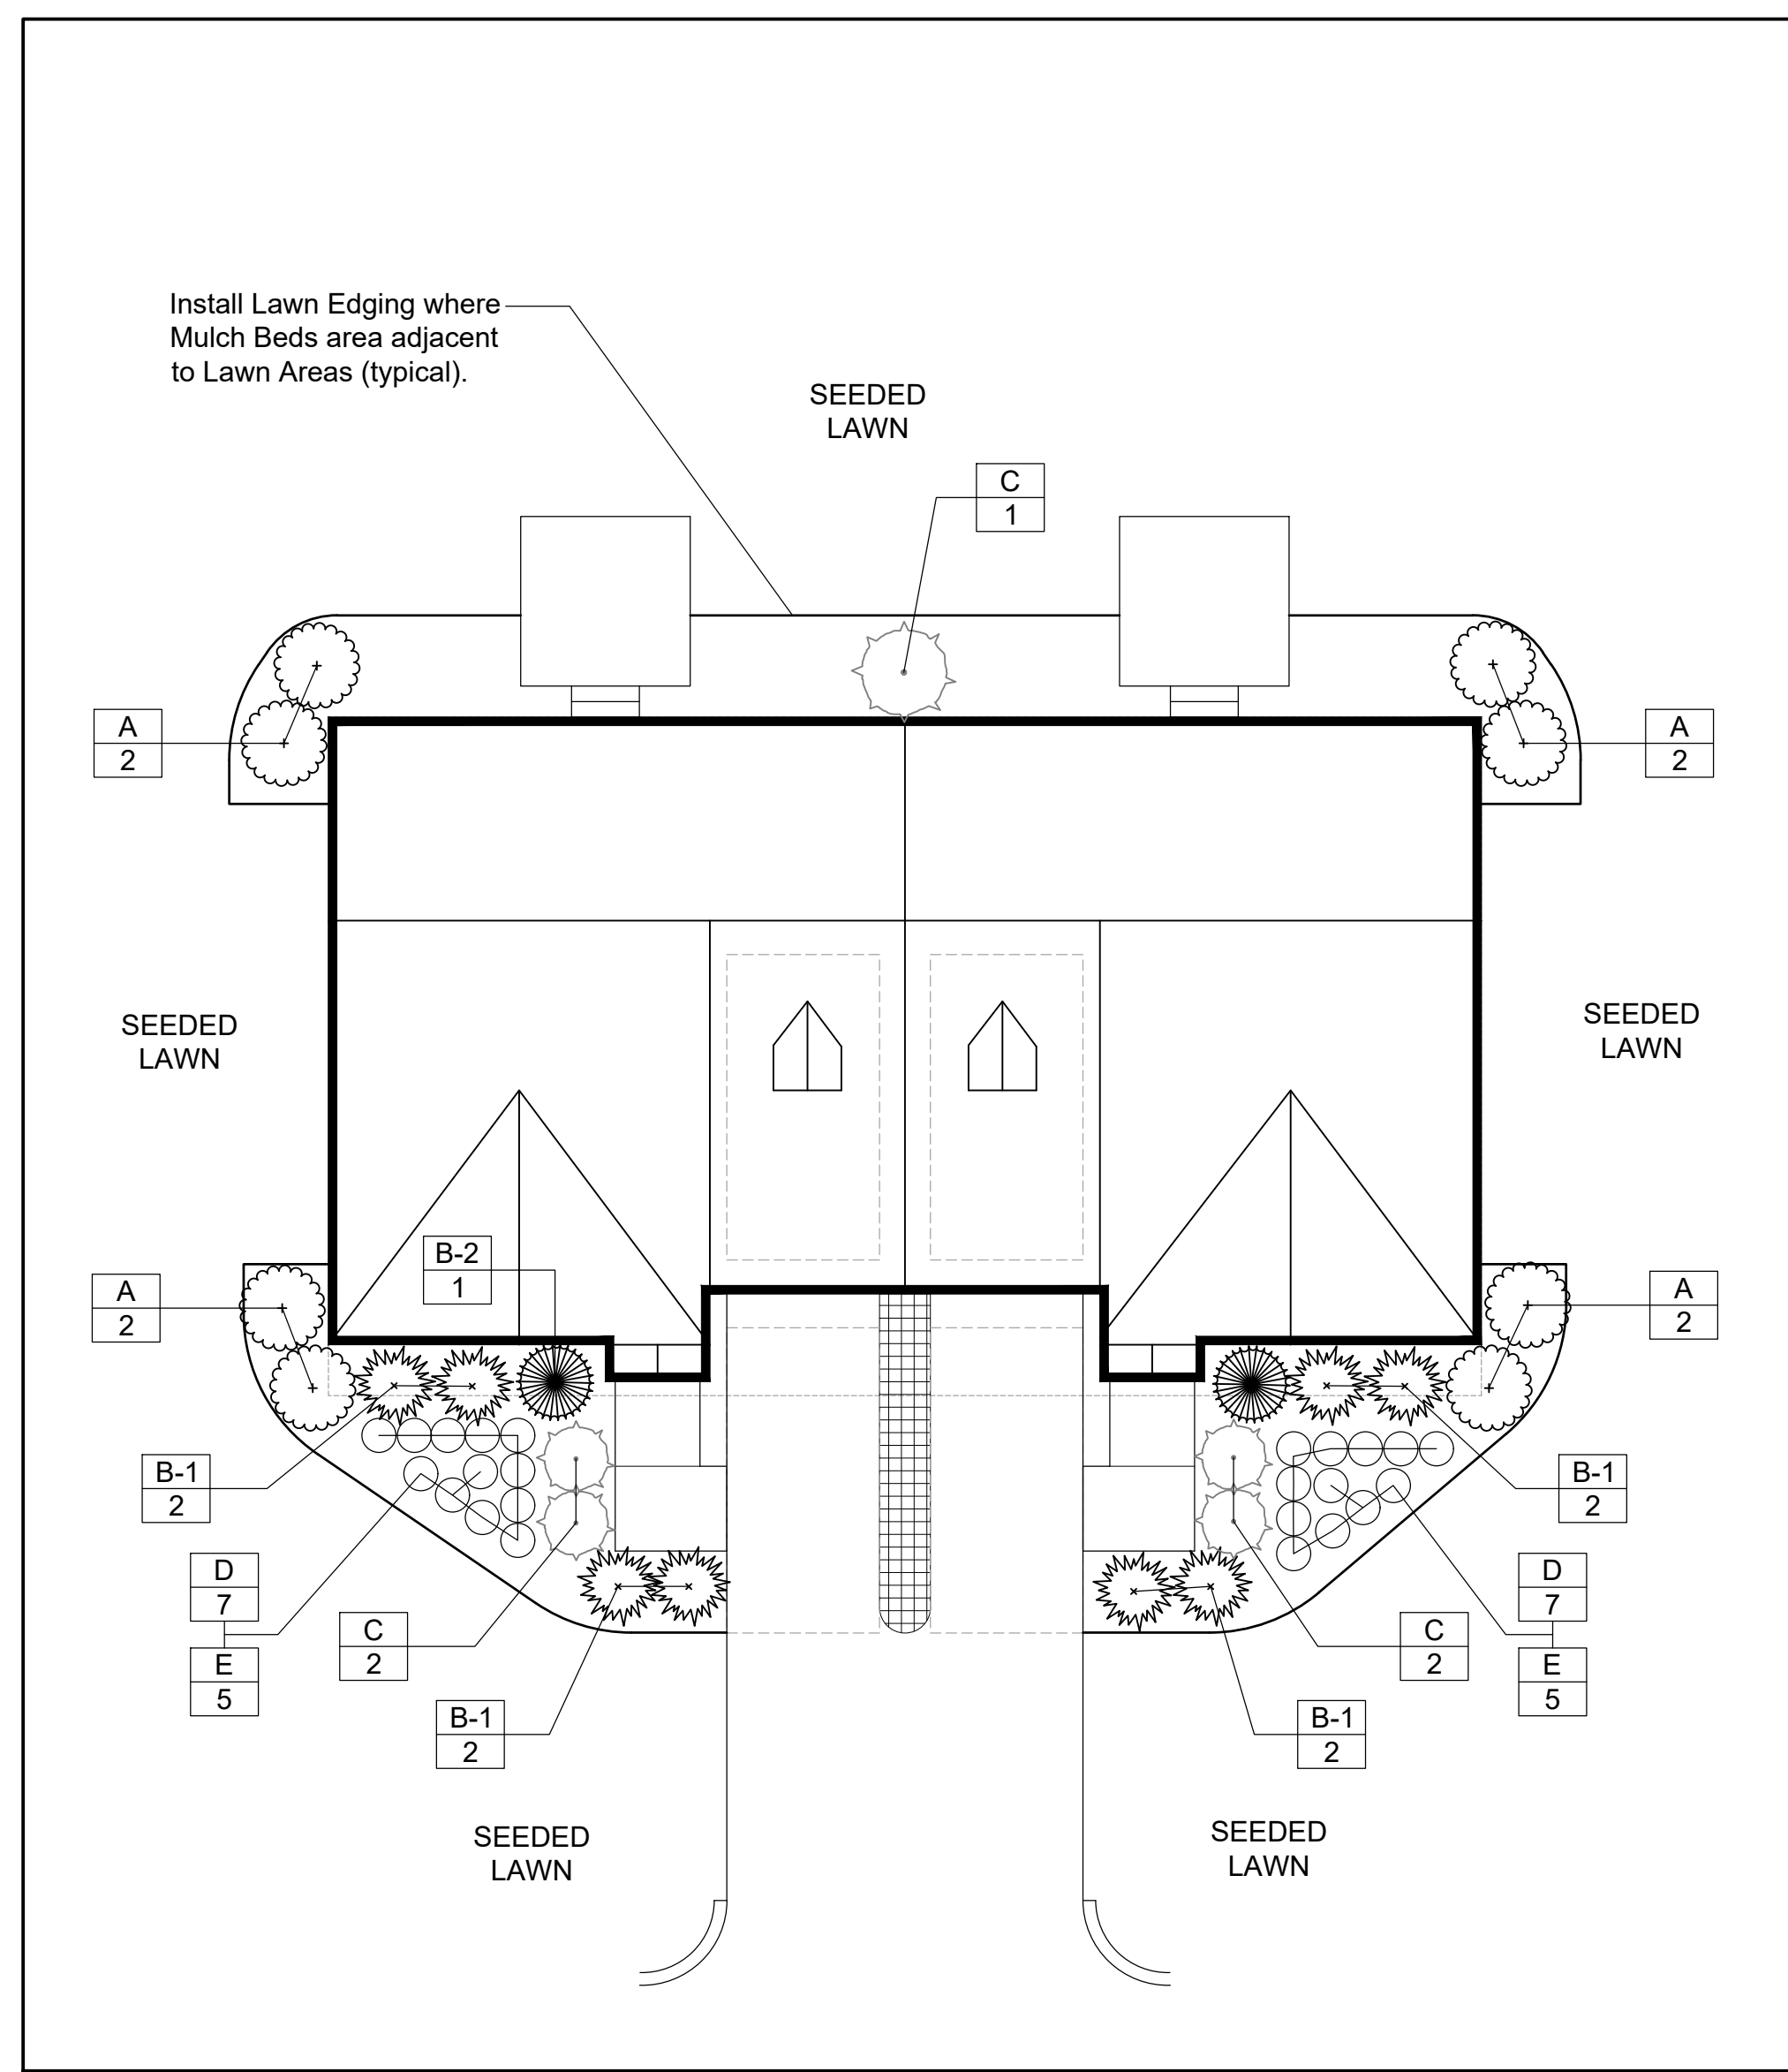 Install Lawn Edging where
Mulch Beds area adjacent
to Lawn Areas (typical).
SEEDED
LAWN
C
1
A
2
A
2
SEEDED
LAWN
SEEDED
LAWN
B-2
1
A
2
A
2
B-1
2
B-1
2
D
7
E
5
C
2
B-1
2
D
7
E
5
C
2
B-1
2
SEEDED
LAWN
SEEDED
LAWN